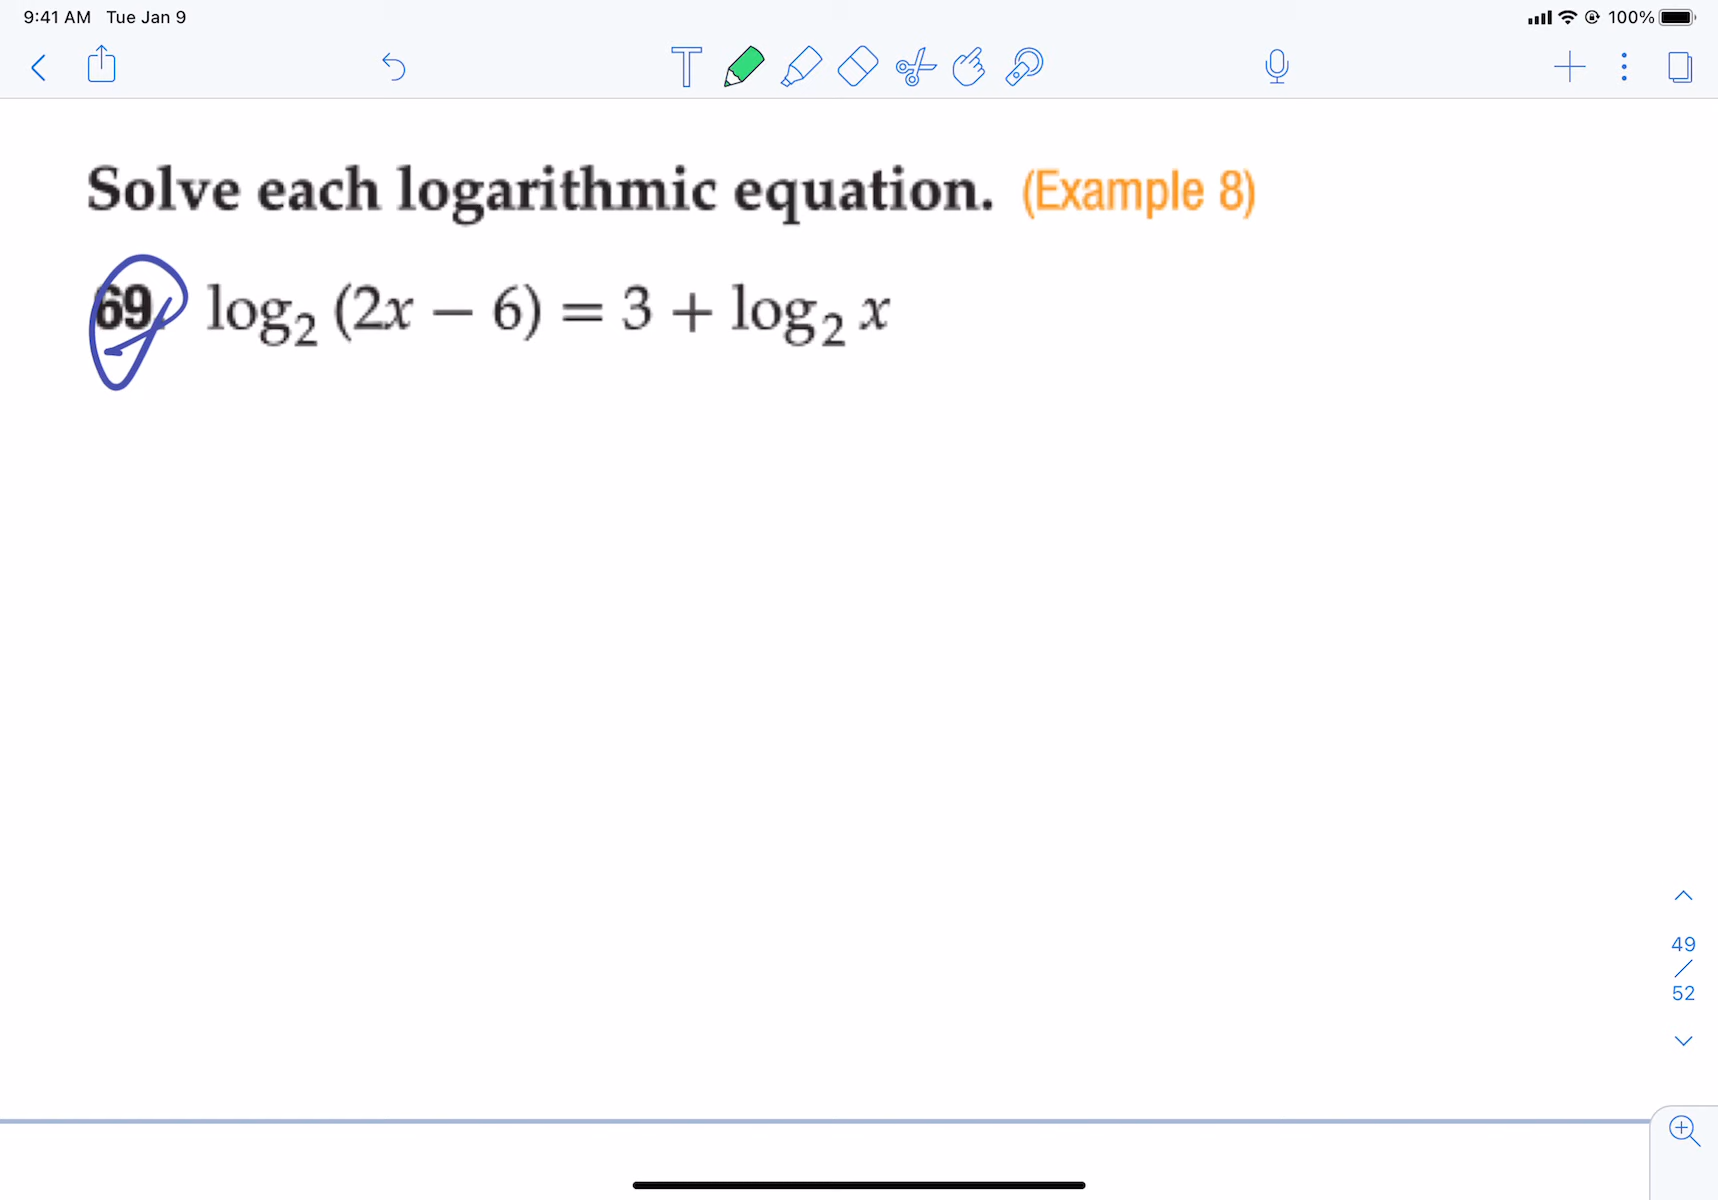 9:41 AM Tue Jan 9
100%
T
Solve each logarithmic equation. (Example 8)
69. log₂ (2x − 6) = 3 + log₂ x
49
/
52